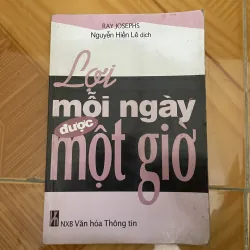 RAY JOSEPHS
Nguyễn Hiến Lê dịch
Lợi
mỗi ngày
được
một giờ
NXB Văn hóa Thông tin